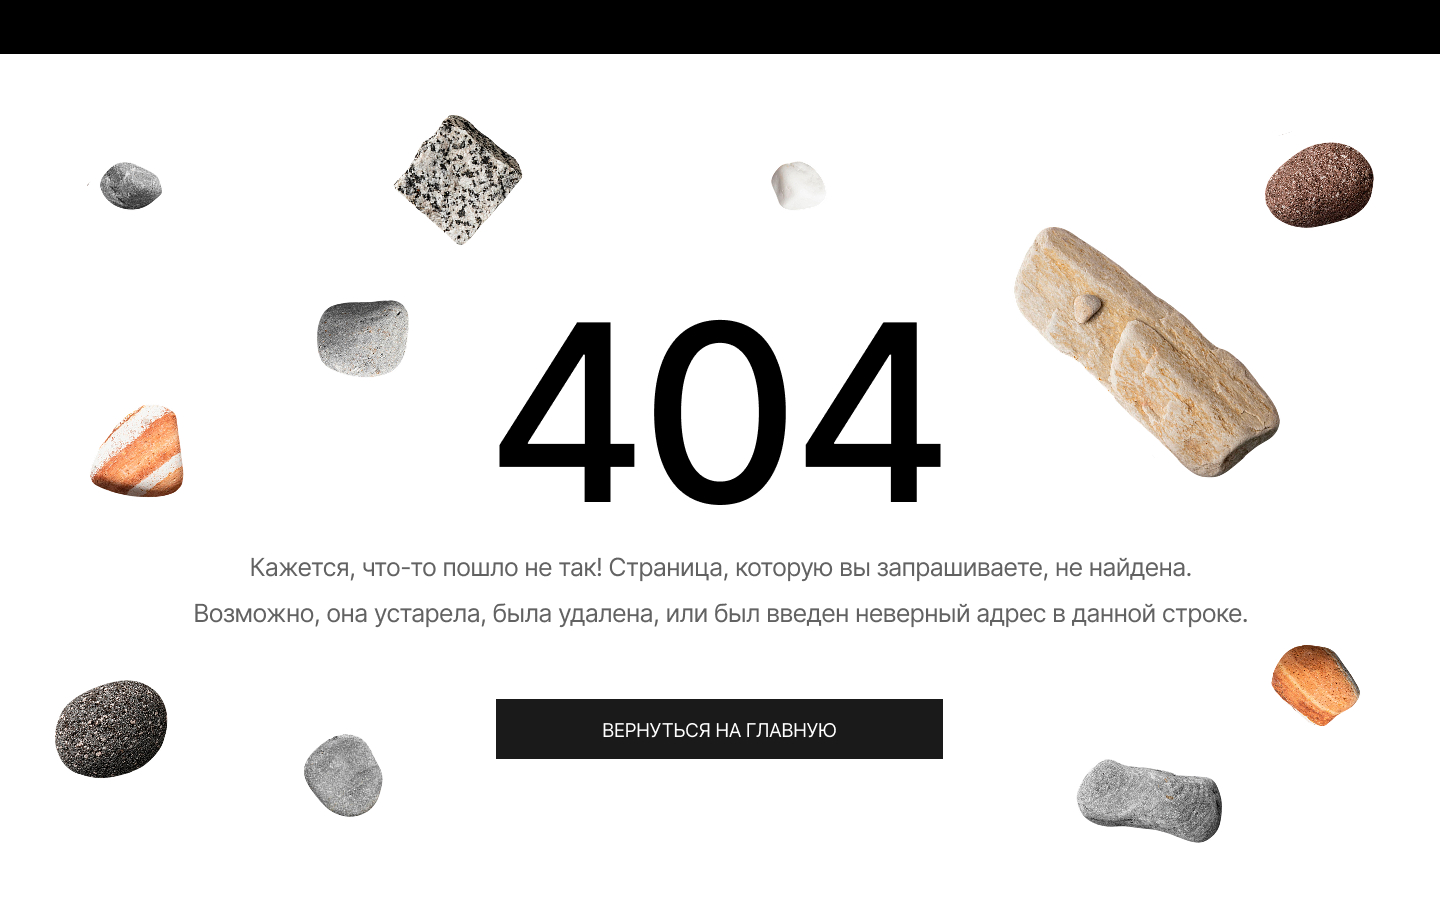 404
Кажется, что-то пошло не так! Страница, которую вы запрашиваете, не найдена.
Возможно, она устарела, была удалена, или был введен неверный адрес в данной строке.
ВЕРНУТЬСЯ НА ГЛАВНУЮ